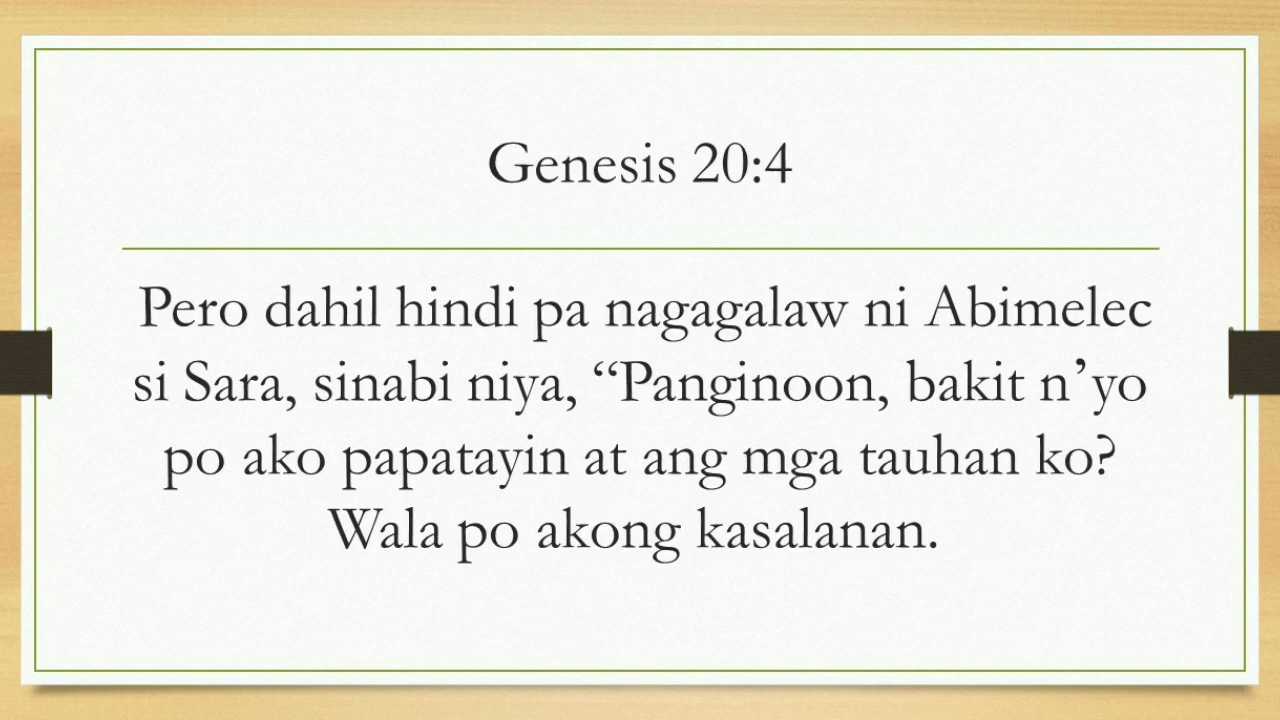 Genesis 20:4
Pero dahil hindi pa nagagalaw ni Abimelec
si Sara, sinabi niya, “Panginoon, bakit n’yo
po ako papatayin at ang mga tauhan ko?
Wala po akong kasalanan.